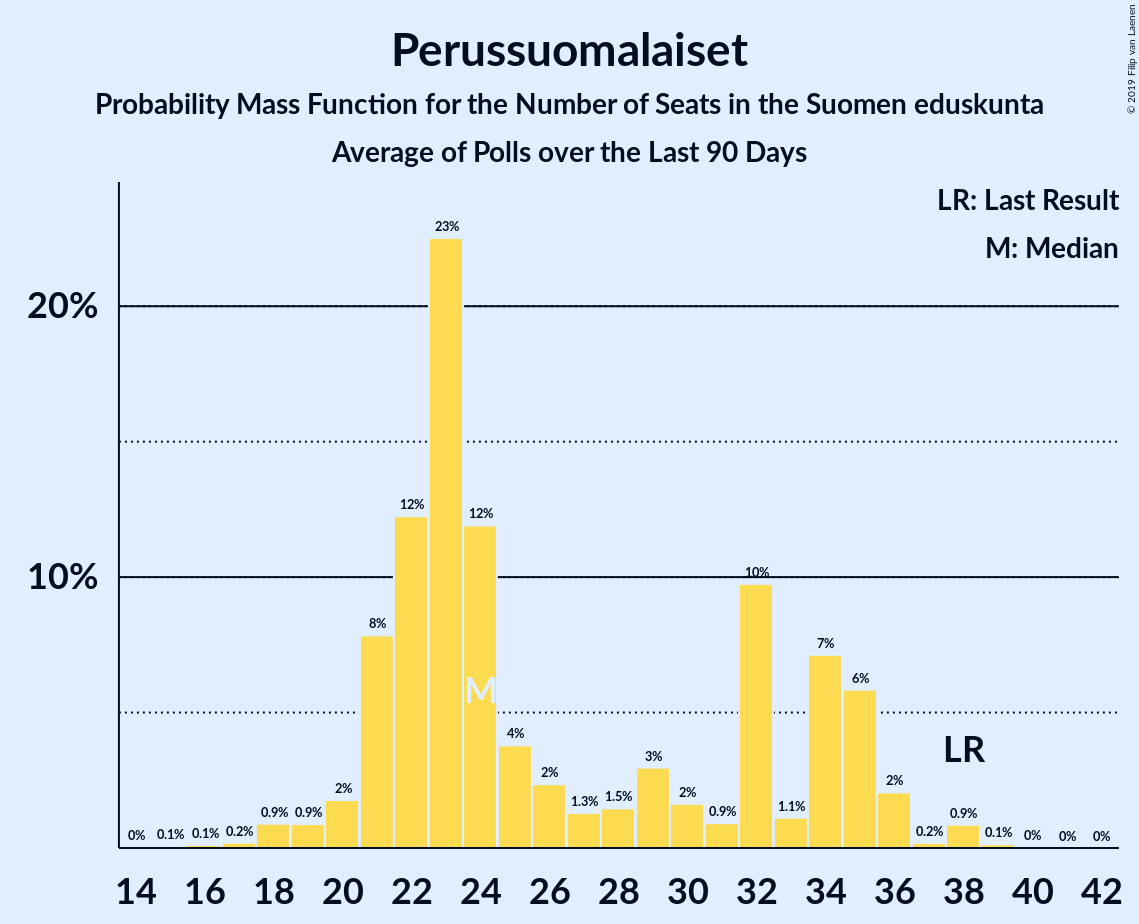 Perussuomalaiset
Probability Mass Function for the Number of Seats in the Suomen eduskunta
Average of Polls over the Last 90 Days
© 2019 Filip van Laenen
LR: Last Result
M: Median
20%
10%
0% 0.1% 0.1% 0.2% 0.9% 0.9% 2% 8% 12% 23% 12% 4% 2% 1.3% 1.5% 3% 2% 0.9% 10% 1.1% 7% 6% 2% 0.2% 0.9% 0.1% 0% 0% 0%
M
LR
14 16 18 20 22 24 26 28 30 32 34 36 38 40 42